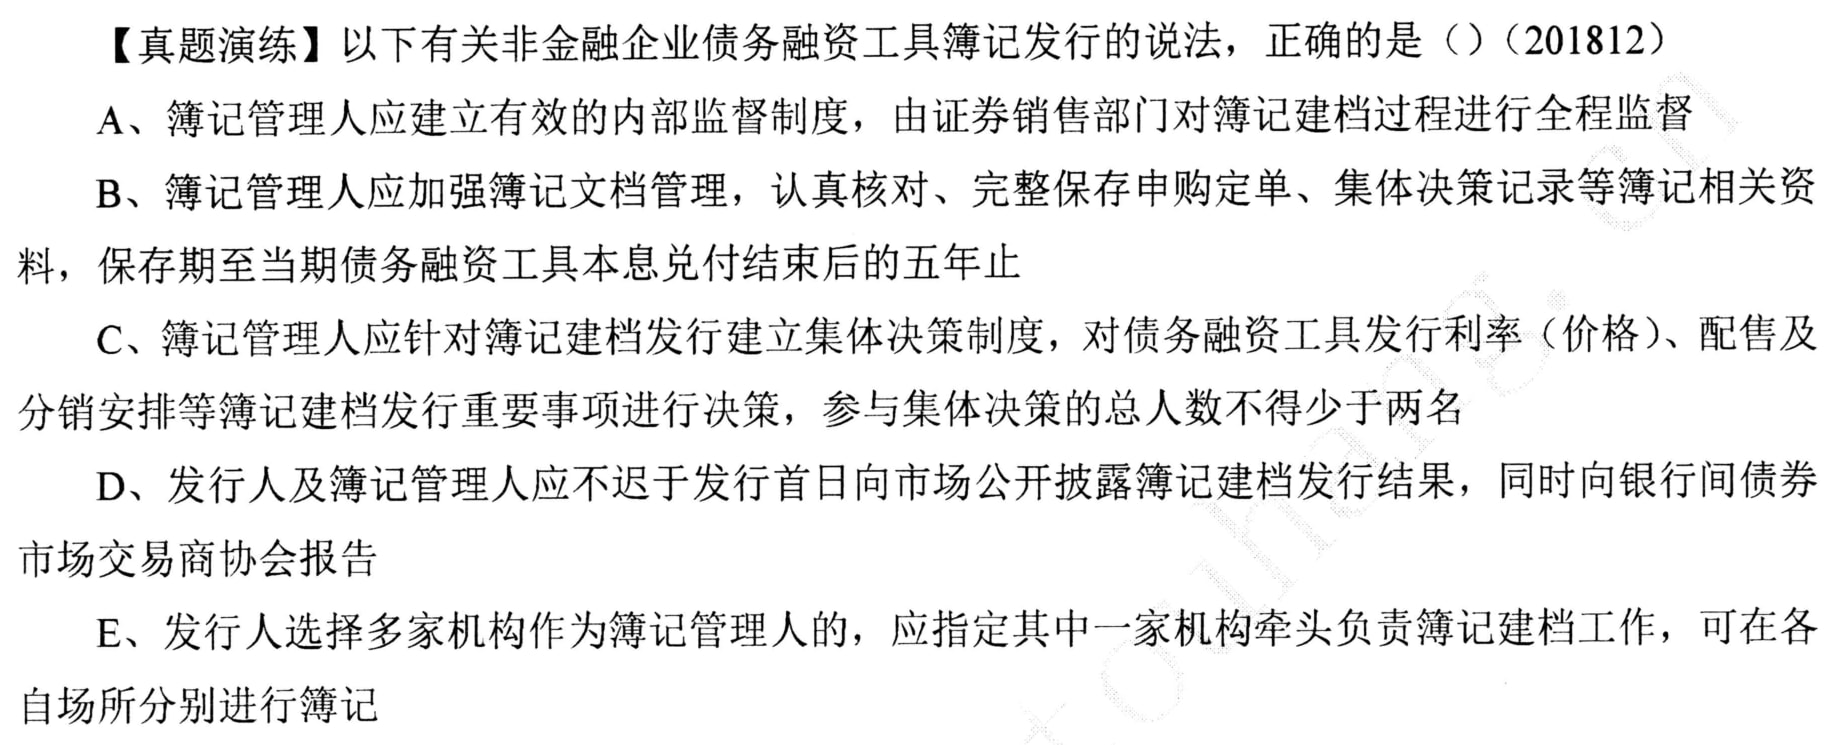 【真题演练】以下有关非金融企业债务融资工具簿记发行的说法，正确的是（）（201812）
A、簿记管理人应建立有效的内部监督制度，由证券销售部门对簿记建档过程进行全程监督
B、簿记管理人应加强簿记文档管理，认真核对、完整保存申购定单、集体决策记录等簿记相关资
料，保存期至当期债务融资工具本息兑付结束后的五年止
C、簿记管理人应针对簿记建档发行建立集体决策制度，对债务融资工具发行利率（价格）、配售及
分销安排等簿记建档发行重要事项进行决策，参与集体决策的总人数不得少于两名
D、发行人及簿记管理人应不迟于发行首日向市场公开披露簿记建档发行结果，同时向银行间债券
市场交易商协会报告
E、发行人选择多家机构作为簿记管理人的，应指定其中一家机构牵头负责簿记建档工作，可在各
自场所分别进行簿记
touhang.cn